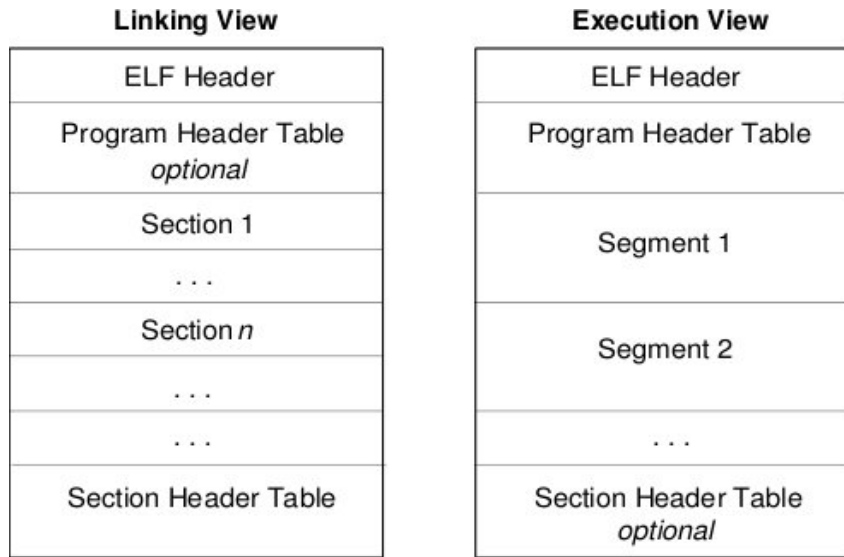 Linking View
ELF Header
Program Header Table
optional
Section 1
. . .
Section n
. . .
. . .
Section Header Table
Execution View
ELF Header
Program Header Table
Segment 1
Segment 2
. . .
Section Header Table
optional